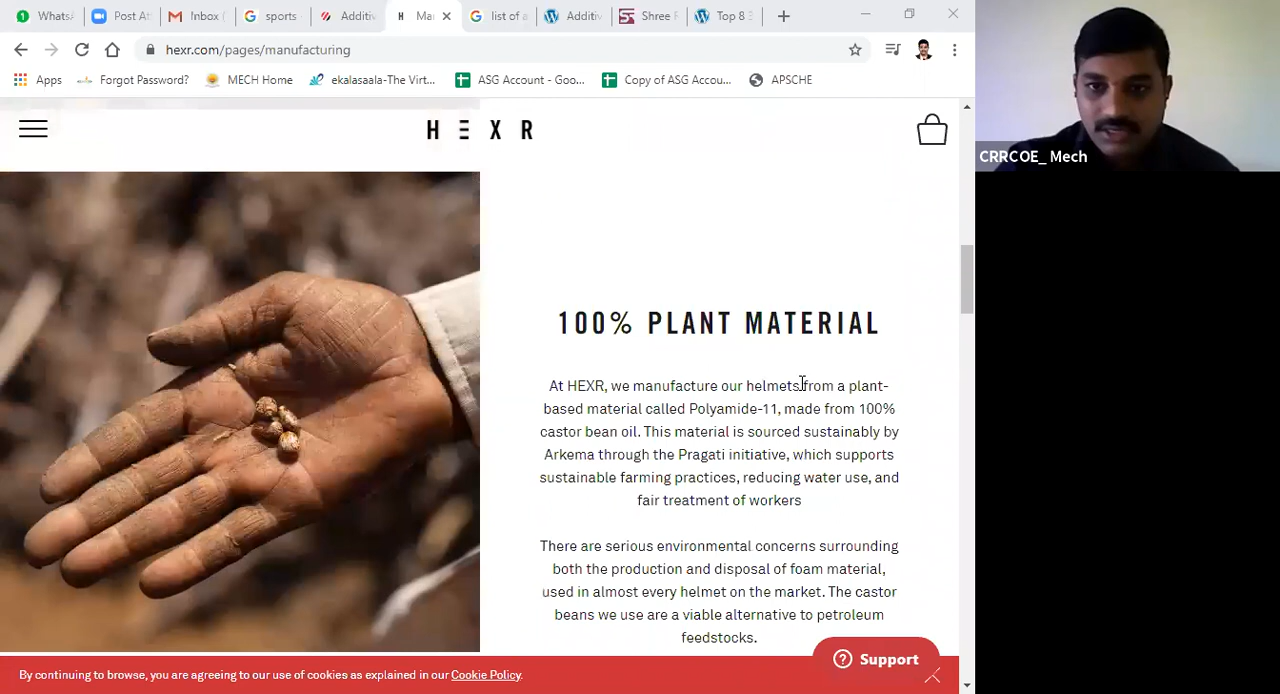 WhatsA
Post At
Inbox (
sports
Additiv
Ma
list of a
Additiv
Shree R
Top 8 3
hexr.com/pages/manufacturing
Apps
Forgot Password?
MECH Home
ekalasaala-The Virt...
ASG Account - Goo...
Copy of ASG Accou...
APSCHE
HEXR
CRRCOE_ Mech
100% PLANT MATERIAL
At HEXR, we manufacture our helmets from a plant-
based material called Polyamide-11, made from 100%
castor bean oil. This material is sourced sustainably by
Arkema through the Pragati initiative, which supports
sustainable farming practices, reducing water use, and
fair treatment of workers
There are serious environmental concerns surrounding
both the production and disposal of foam material,
used in almost every helmet on the market. The castor
beans we use are a viable alternative to petroleum
feedstocks.
Support
By continuing to browse, you are agreeing to our use of cookies as explained in our Cookie Policy.